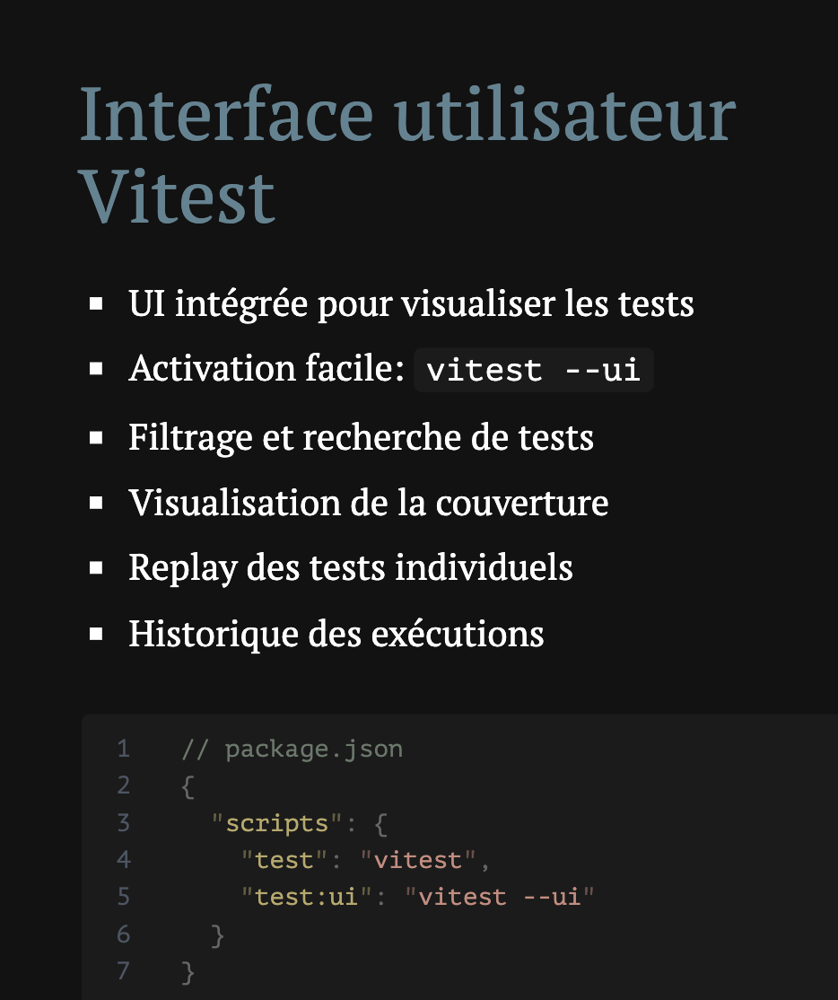 Interface utilisateur
Vitest
▪ UI intégrée pour visualiser les tests
▪ Activation facile: vitest --ui
▪ Filtrage et recherche de tests
▪ Visualisation de la couverture
▪ Replay des tests individuels
▪ Historique des exécutions
1 // package.json
2 {
3   "scripts": {
4     "test": "vitest",
5     "test:ui": "vitest --ui"
6   }
7 }